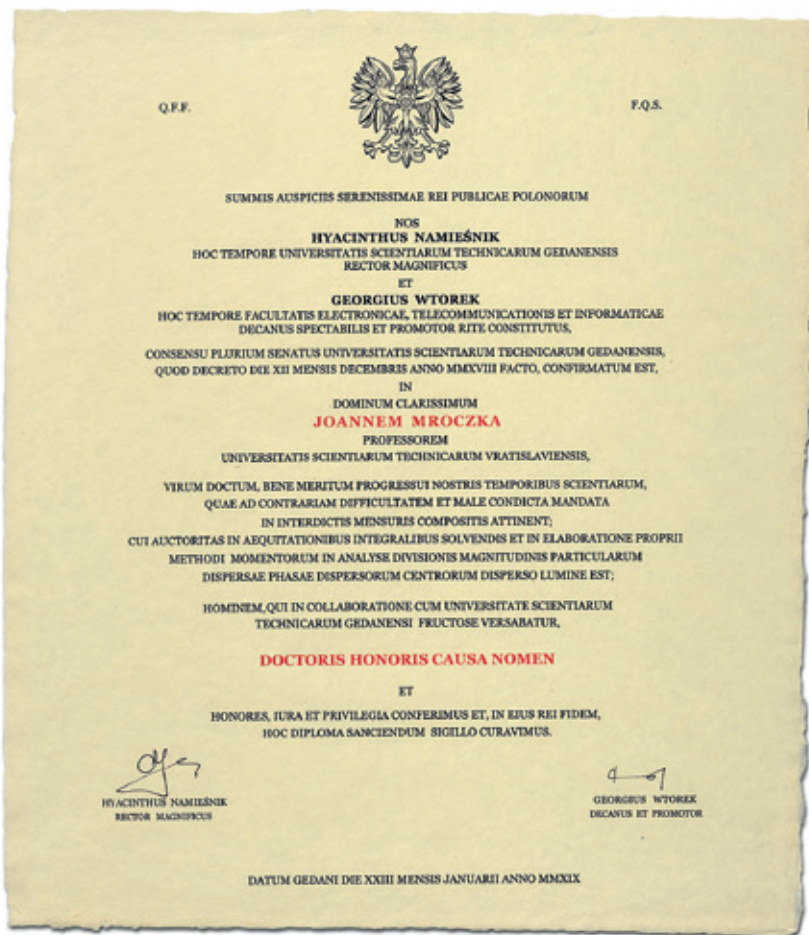 Q.F.F.
F.Q.S.
SUMMIS AUSPICIIS SERENISSIMAE REI PUBLICAE POLONORUM
NOS
HYACINTHUS NAMIEŚNIK
HOC TEMPORE UNIVERSITATIS SCIENTIARUM TECHNICARUM GEDANENSIS
RECTOR MAGNIFICUS
ET
GEORGIUS WTOREK
HOC TEMPORE FACULTATIS ELECTRONICAE, TELECOMMUNICATIONIS ET INFORMATICAE
DECANUS SPECTABILIS ET PROMOTOR RITE CONSTITUTUS,
CONSENSU PLURIUM SENATUS UNIVERSITATIS SCIENTIARUM TECHNICARUM GEDANENSIS,
QUOD DECRETO DIE XII MENSIS DECEMBRIS ANNO MMXVIII FACTO, CONFIRMATUM EST,
IN
DOMINUM CLARISSIMUM
JOANNEM MROCZKA
PROFESSOREM
UNIVERSITATIS SCIENTIARUM TECHNICARUM VRATISLAVIENSIS,
VIRUM DOCTUM, BENE MERITUM PROGRESSUI NOSTRIS TEMPORIBUS SCIENTIARUM,
QUAE AD CONTRARIAM DIFFICULTATEM ET MALE CONDICTA MANDATA
IN INTERDICTIS MENSURIS COMPOSITIS ATTINENT;
CUI AUCTORITAS IN AEQUITATIONIBUS INTEGRALIBUS SOLVENDIS ET IN ELABORATIONE PROPRII
METHODI MOMENTORUM IN ANALYSE DIVISIONIS MAGNITUDINIS PARTICULARUM
DISPERSAE PHASAE DISPERSORUM CENTRORUM DISPERSO LUMINE EST;
HOMINEM, QUI IN COLLABORATIONE CUM UNIVERSITATE SCIENTIARUM
TECHNICARUM GEDANENSI FRUCTOSE VERSABATUR,
DOCTORIS HONORIS CAUSA NOMEN
ET
HONORES, IURA ET PRIVILEGIA CONFERIMUS ET, IN EIUS REI FIDEM,
HOC DIPLOMA SANCIENDUM SIGILLO CURAVIMUS.
HYACINTHUS NAMIEŚNIK
RECTOR MAGNIFICUS
GEORGIUS WTOREK
DECANUS ET PROMOTOR
DATUM GEDANI DIE XXIII MENSIS JANUARII ANNO MMXIX